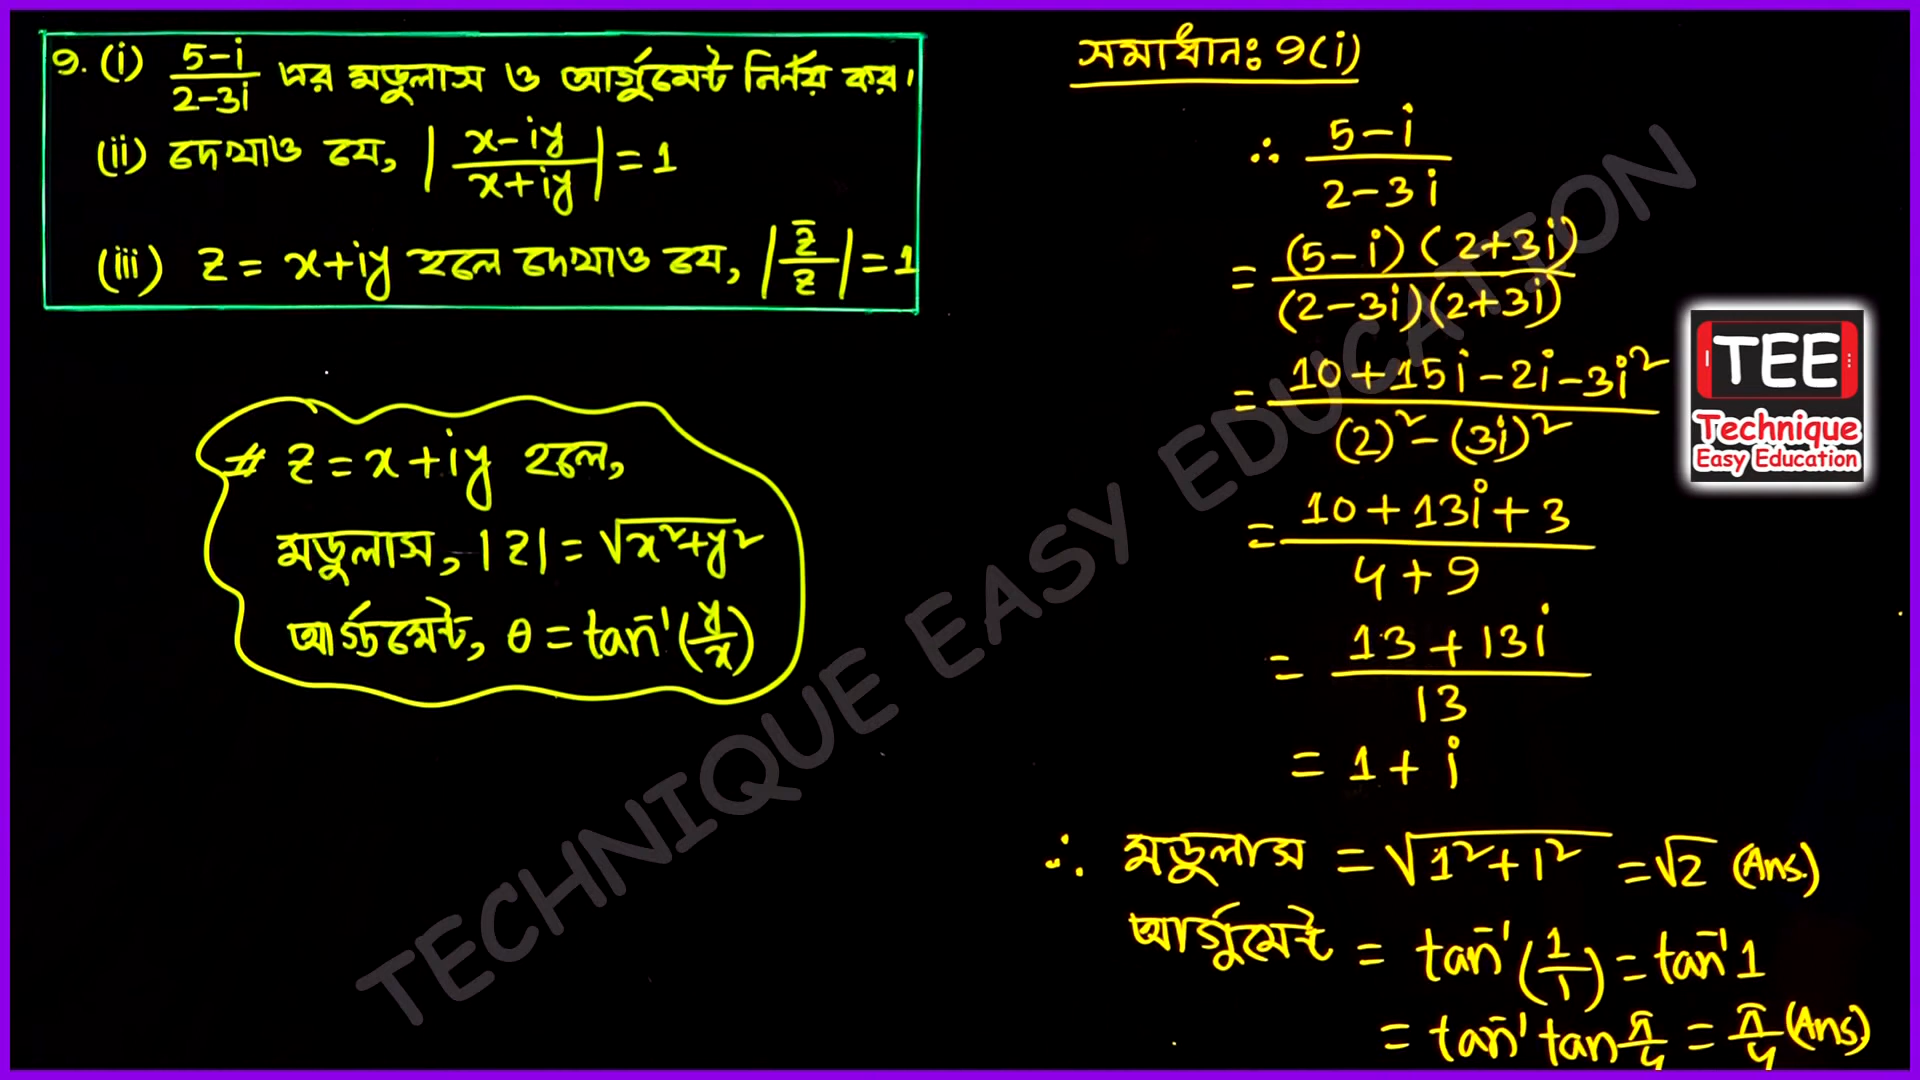 9. (i) 5-i / 2-3i এর মডুলাস ও আর্গুমেন্ট নির্ণয় কর।
(ii) দেখাও যে, |x-iy / x+iy| = 1
(iii) z = x+iy হলে দেখাও যে, |z̄/z| = 1
# z = x+iy হলে,
মডুলাস, |z| = √x²+y²
আর্গুমেন্ট, θ = tan⁻¹(y/x)
সমাধানঃ 9(i)
∴ 5-i / 2-3i
= (5-i)(2+3i) / (2-3i)(2+3i)
= 10+15i-2i-3i² / (2)²-(3i)²
= 10+13i+3 / 4+9
= 13+13i / 13
= 1+i
∴ মডুলাস = √1²+1² = √2 (Ans.)
আর্গুমেন্ট = tan⁻¹(1/1) = tan⁻¹1
= tan⁻¹ tan π/4 = π/4 (Ans)
TEE
Technique
Easy Education
TECHNIQUE EASY EDUCATION